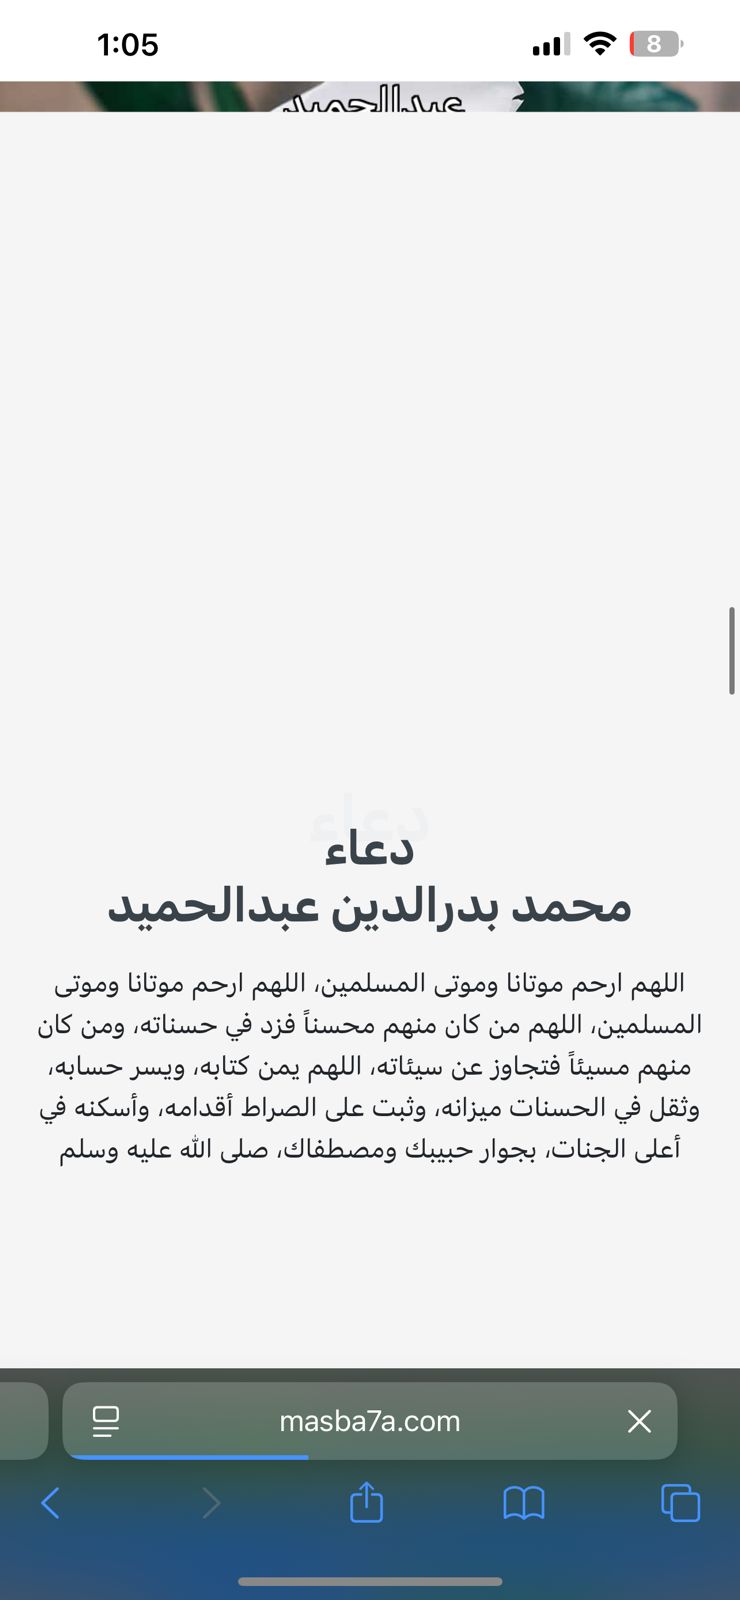 1:05
8
عبدالحميد
دعاء
دعاء
محمد بدرالدين عبدالحميد
اللهم ارحم موتانا وموتى المسلمين، اللهم ارحم موتانا وموتى
المسلمين، اللهم من كان منهم محسناً فزد في حسناته، ومن كان
منهم مسيئاً فتجاوز عن سيئاته، اللهم يمن كتابه، ويسر حسابه،
وثقل في الحسنات ميزانه، وثبت على الصراط أقدامه، وأسكنه في
أعلى الجنات، بجوار حبيبك ومصطفاك، صلى الله عليه وسلم
masba7a.com